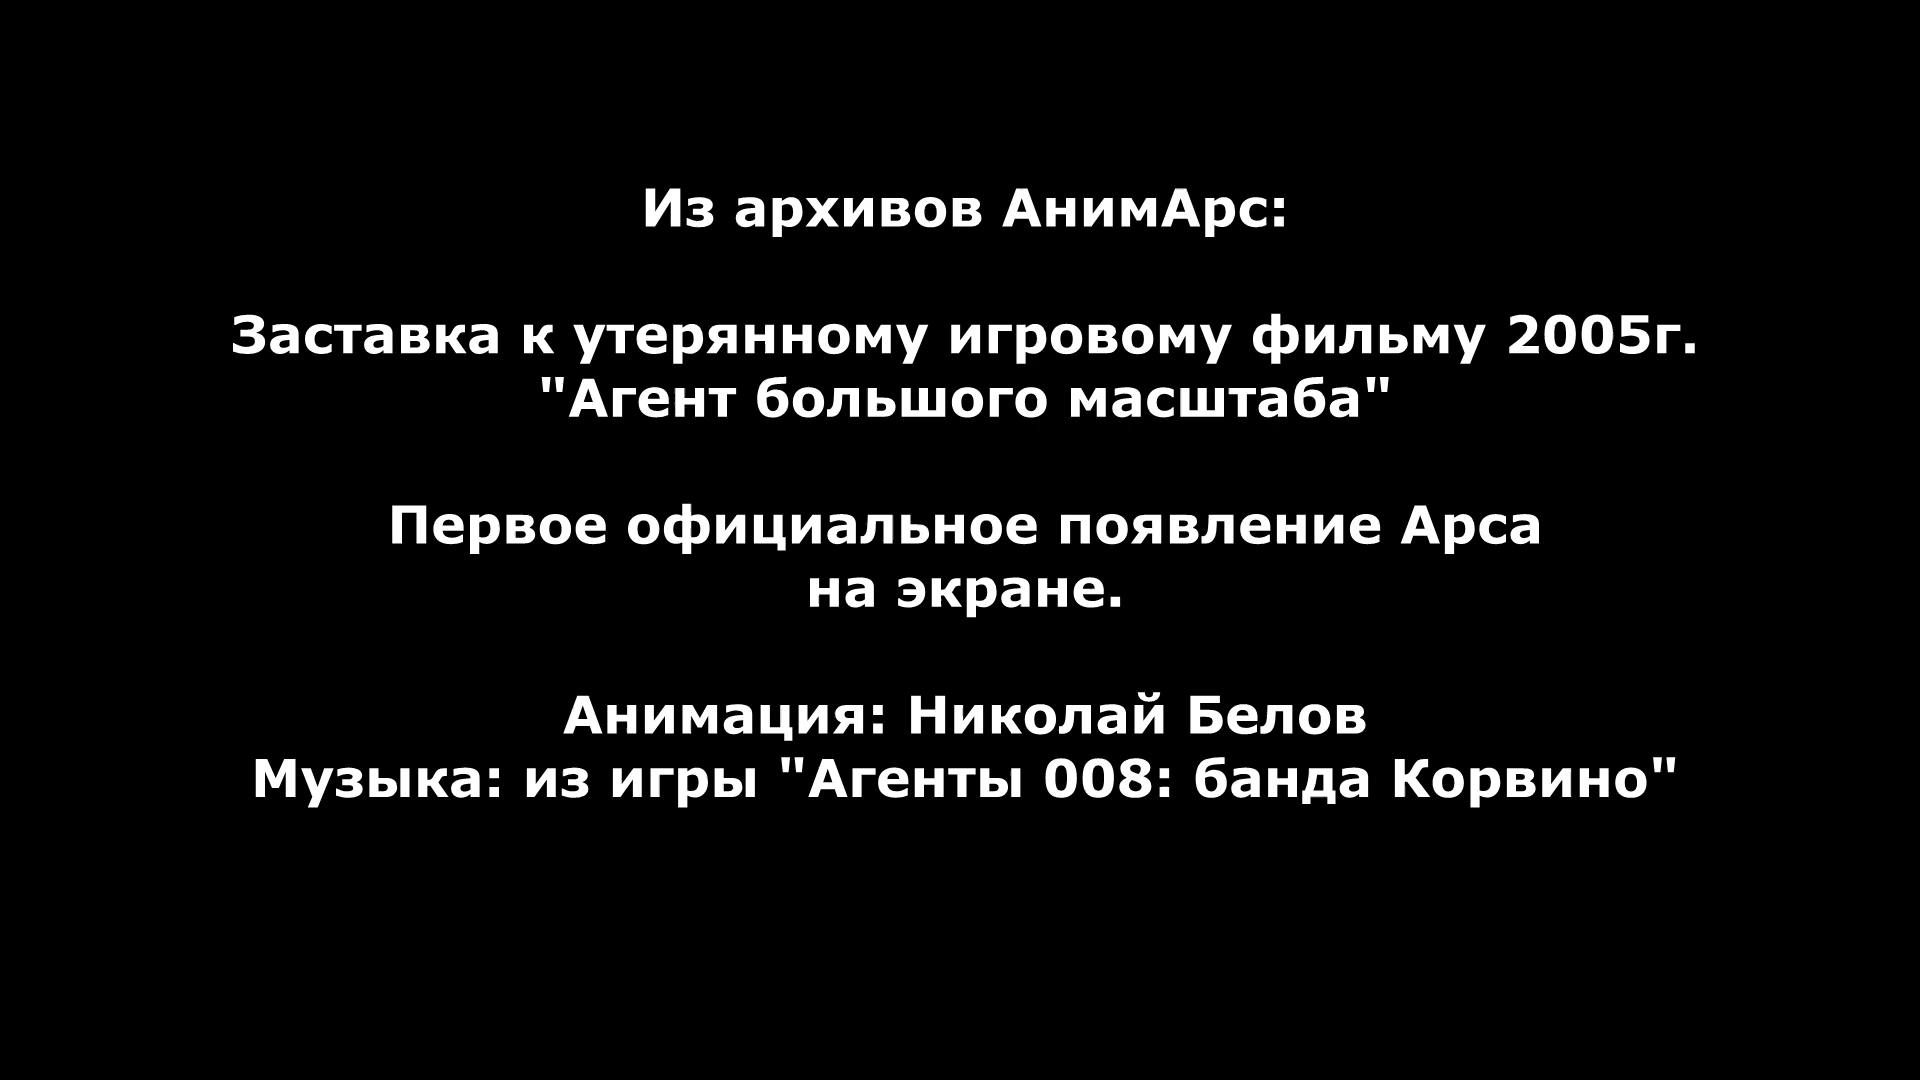 Из архивов АнимАрс:
Заставка к утерянному игровому фильму 2005г.
"Агент большого масштаба"
Первое официальное появление Арса
на экране.
Анимация: Николай Белов
Музыка: из игры "Агенты 008: банда Корвино"